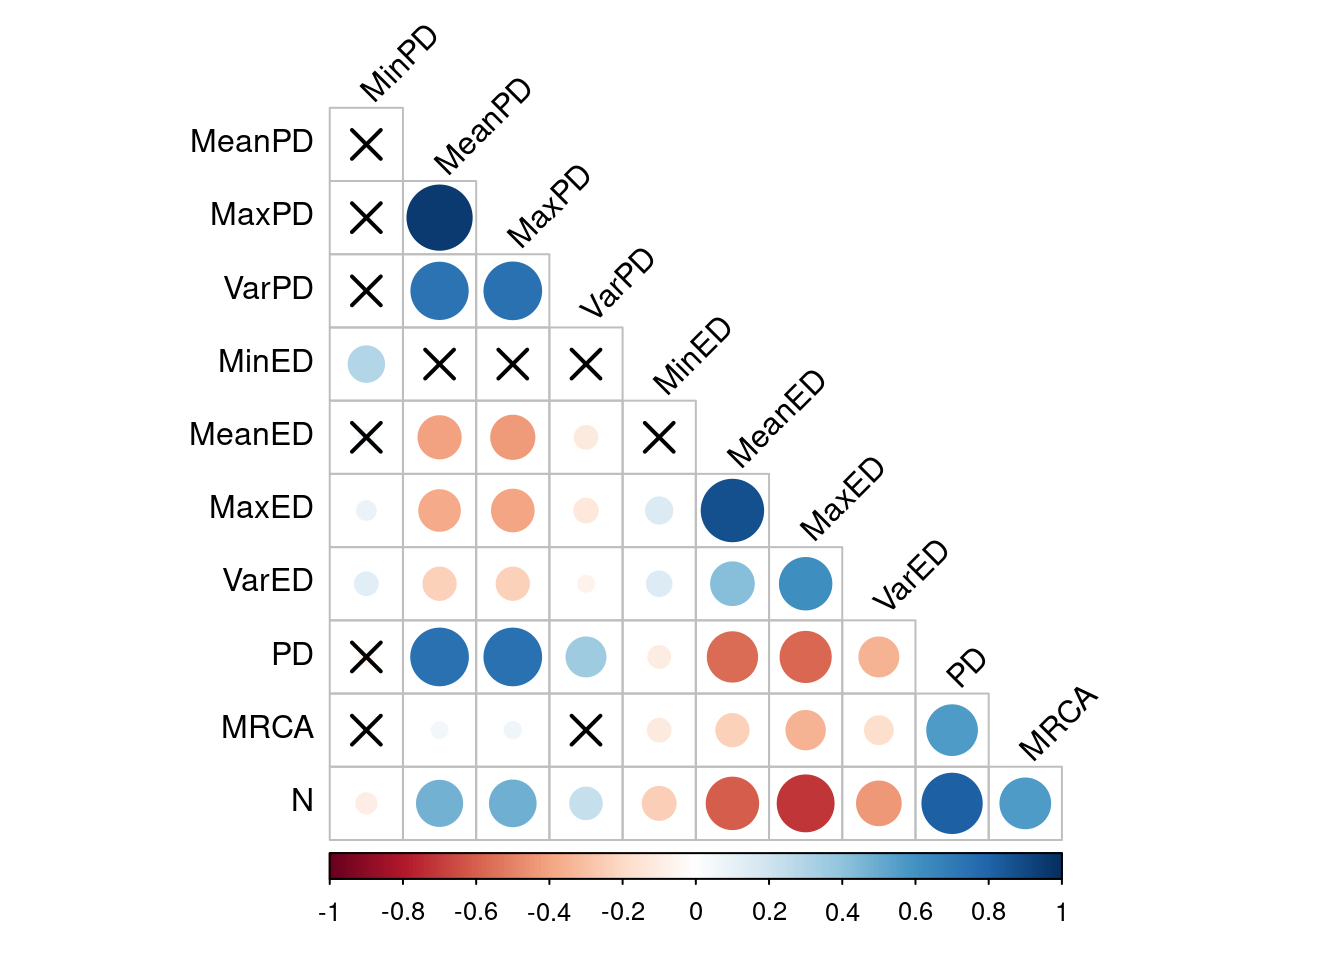 MinPD
MeanPD
MeanPD
MaxPD
MaxPD
VarPD
VarPD
MinED
MinED
MeanED
MeanED
MaxED
MaxED
VarED
VarED
PD
PD
MRCA
MRCA
N
-1 -0.8 -0.6 -0.4 -0.2 0 0.2 0.4 0.6 0.8 1